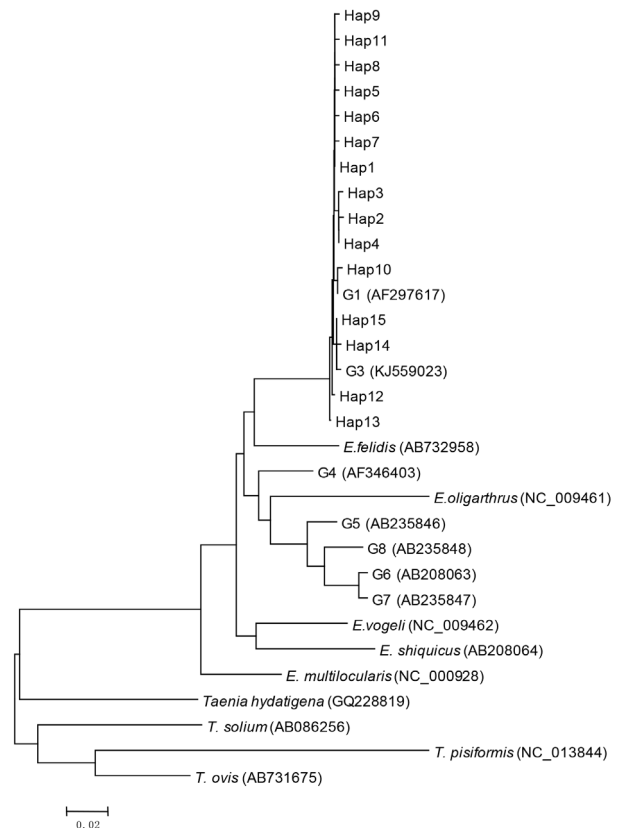 Hap9
Hap11
Hap8
Hap5
Hap6
Hap7
Hap1
Hap3
Hap2
Hap4
Hap10
G1 (AF297617)
Hap15
Hap14
G3 (KJ559023)
Hap12
Hap13
E.felidis (AB732958)
G4 (AF346403)
E.oligarthrus (NC_009461)
G5 (AB235846)
G8 (AB235848)
G6 (AB208063)
G7 (AB235847)
E.vogeli (NC_009462)
E. shiquicus (AB208064)
E. multilocularis (NC_000928)
Taenia hydatigena (GQ228819)
T. solium (AB086256)
T. pisiformis (NC_013844)
T. ovis (AB731675)
0.02